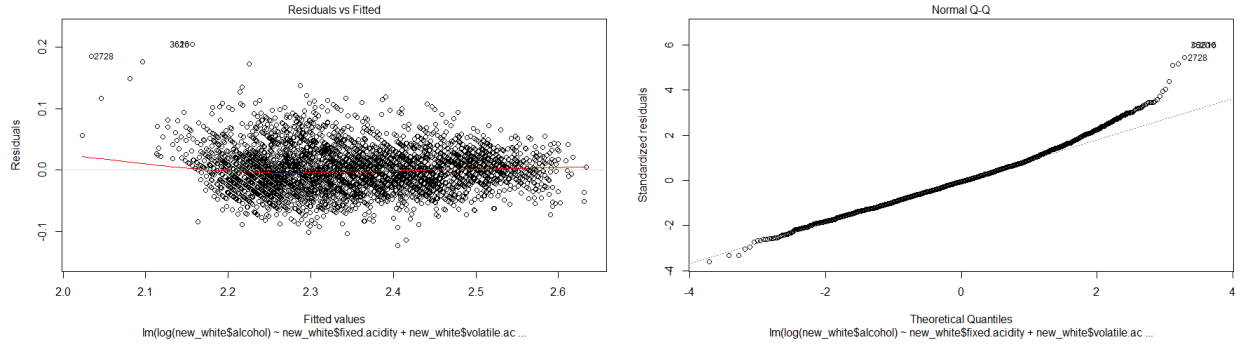 Residuals vs Fitted
Residuals
0.2
0.1
0.0
-0.1
2728
2.0 2.1 2.2 2.3 2.4 2.5 2.6
Fitted values
lm(log(new_white$alcohol) ~ new_white$fixed.acidity + new_white$volatile.ac ...
Normal Q-Q
Standardized residuals
6
4
2
0
-2
-4
2728
-4 -2 0 2 4
Theoretical Quantiles
lm(log(new_white$alcohol) ~ new_white$fixed.acidity + new_white$volatile.ac ...